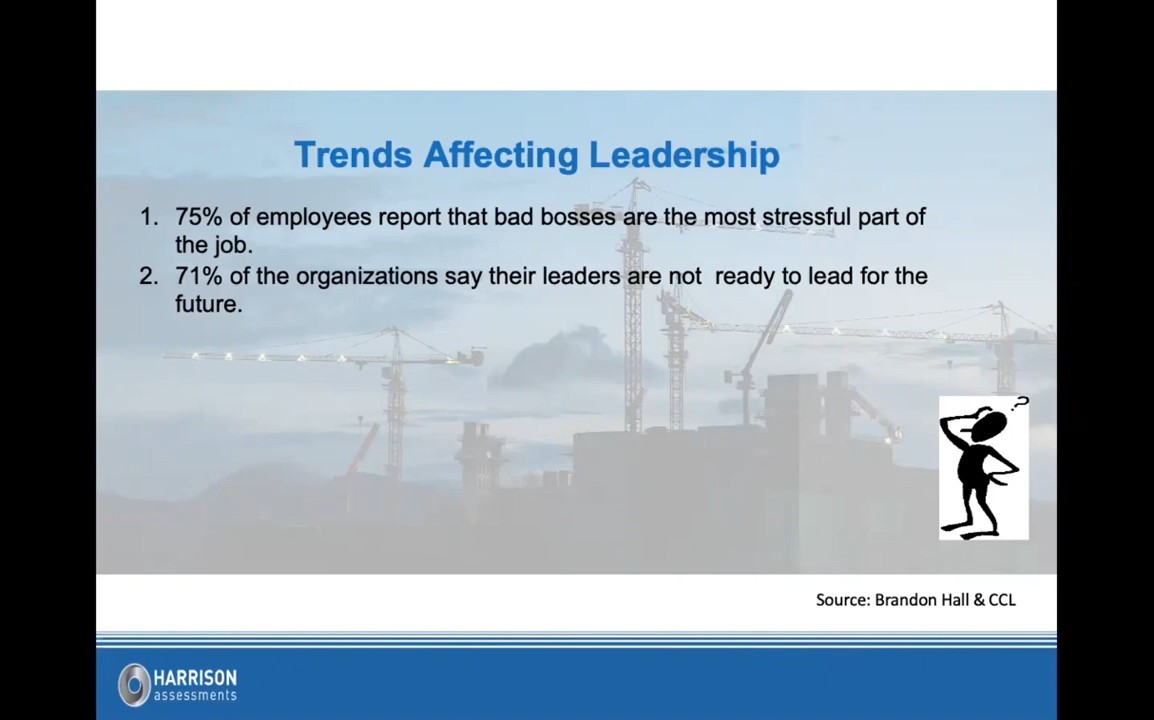 Trends Affecting Leadership
1. 75% of employees report that bad bosses are the most stressful part of
the job.
2. 71% of the organizations say their leaders are not  ready to lead for the
future.
?
Source: Brandon Hall & CCL
HARRISON
assessments